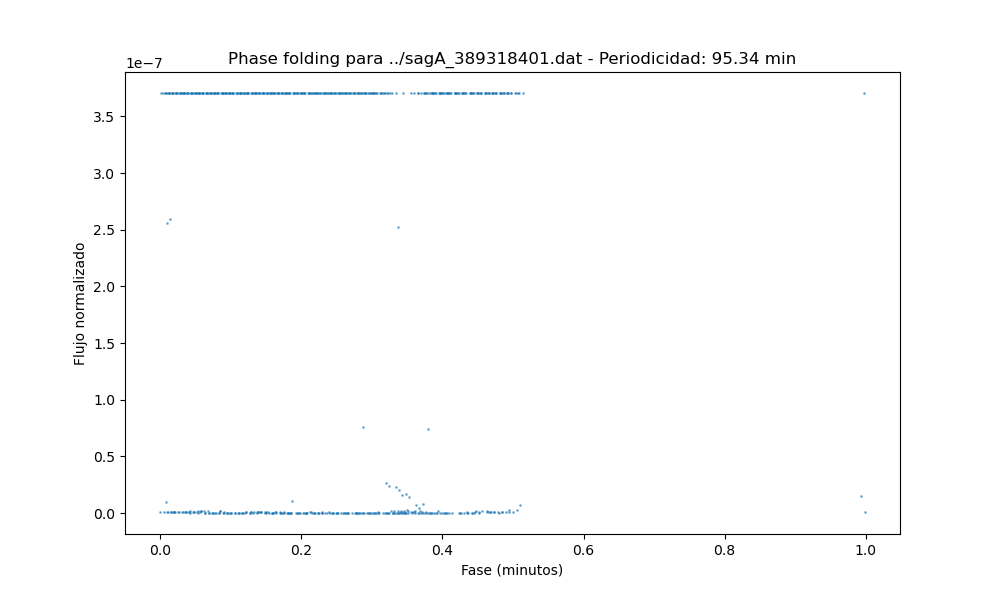 Phase folding para ../sagA_389318401.dat - Periodicidad: 95.34 min
1e−7
3.5
3.0
2.5
2.0
1.5
1.0
0.5
0.0
Flujo normalizado
0.0 0.2 0.4 0.6 0.8 1.0
Fase (minutos)